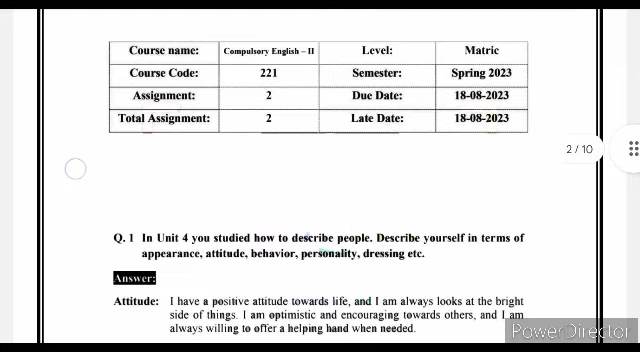 Course name: Compulsory English – II Level: Matric
Course Code: 221 Semester: Spring 2023
Assignment: 2 Due Date: 18-08-2023
Total Assignment: 2 Late Date: 18-08-2023
2 / 10
Q. 1 In Unit 4 you studied how to describe people. Describe yourself in terms of
appearance, attitude, behavior, personality, dressing etc.
Answer:
Attitude: I have a positive attitude towards life, and I am always looks at the bright
side of things. I am optimistic and encouraging towards others, and I am
always willing to offer a helping hand when needed.
PowerDirector